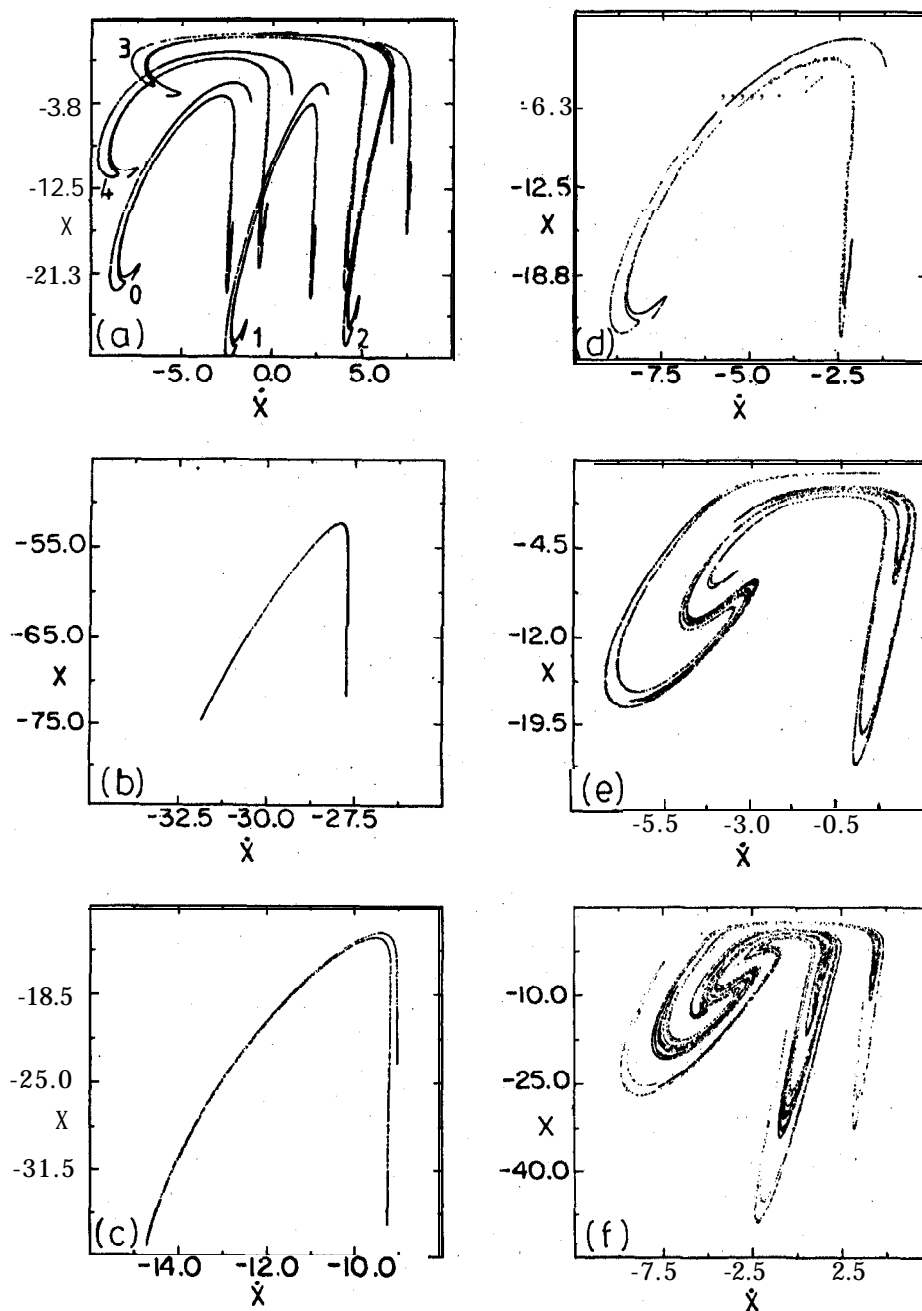 3
-3.8
4
-12.5
X
-21.3
0
1
2
(a)
-5.0 0.0 5.0
Ẋ
-6.3
-12.5
X
-18.8
(d)
-7.5 -5.0 -2.5
Ẋ
-55.0
-65.0
X
-75.0
(b)
-32.5 -30.0 -27.5
Ẋ
-4.5
-12.0
X
-19.5
(e)
-5.5 -3.0 -0.5
Ẋ
-18.5
-25.0
X
-31.5
(c)
-14.0 -12.0 -10.0
Ẋ
-10.0
-25.0
X
-40.0
(f)
-7.5 -2.5 2.5
Ẋ